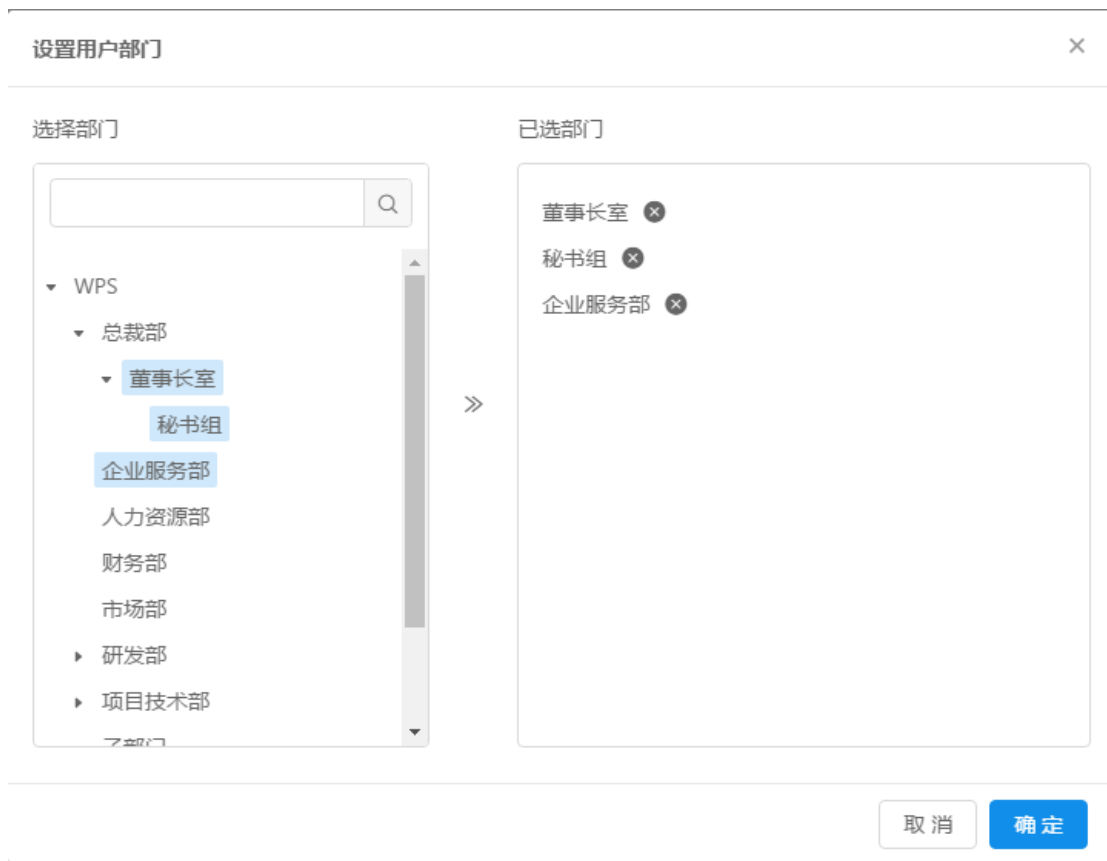 设置用户部门
选择部门
WPS
总裁部
董事长室
秘书组
企业服务部
人力资源部
财务部
市场部
研发部
项目技术部
已选部门
董事长室
秘书组
企业服务部
取消
确定